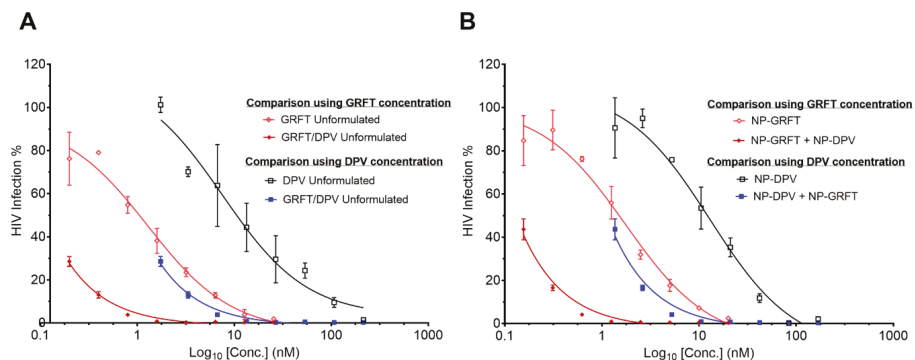 A
120
100
80
60
40
20
0
HIV Infection %
0.1
1
10
100
1000
Log10 [Conc.] (nM)
Comparison using GRFT concentration
GRFT Unformulated
GRFT/DPV Unformulated
Comparison using DPV concentration
DPV Unformulated
GRFT/DPV Unformulated
B
120
100
80
60
40
20
0
HIV Infection %
0.1
1
10
100
1000
Log10 [Conc.] (nM)
Comparison using GRFT concentration
NP-GRFT
NP-GRFT + NP-DPV
Comparison using DPV concentration
NP-DPV
NP-DPV + NP-GRFT